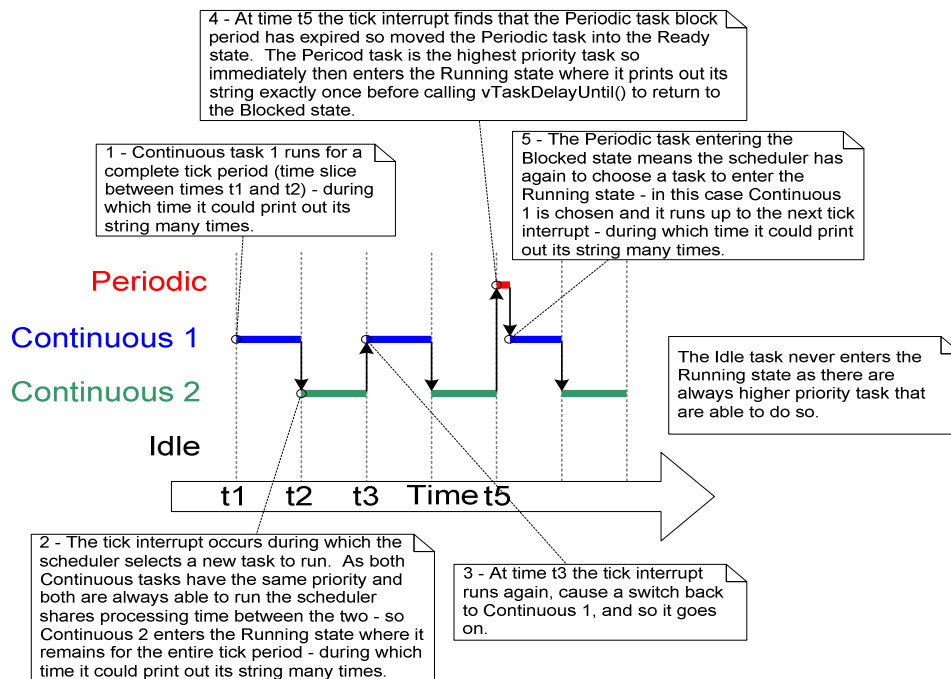 4 - At time t5 the tick interrupt finds that the Periodic task block
period has expired so moved the Periodic task into the Ready
state. The Pericod task is the highest priority task so
immediately then enters the Running state where it prints out its
string exactly once before calling vTaskDelayUntil() to return to
the Blocked state.
1 - Continuous task 1 runs for a
complete tick period (time slice
between times t1 and t2) - during
which time it could print out its
string many times.
5 - The Periodic task entering the
Blocked state means the scheduler has
again to choose a task to enter the
Running state - in this case Continuous
1 is chosen and it runs up to the next tick
interrupt - during which time it could print
out its string many times.
Periodic
Continuous 1
Continuous 2
Idle
The Idle task never enters the
Running state as there are
always higher priority task that
are able to do so.
t1 t2 t3 Time t5
2 - The tick interrupt occurs during which the
scheduler selects a new task to run. As both
Continuous tasks have the same priority and
both are always able to run the scheduler
shares processing time between the two - so
Continuous 2 enters the Running state where it
remains for the entire tick period - during which
time it could print out its string many times.
3 - At time t3 the tick interrupt
runs again, cause a switch back
to Continuous 1, and so it goes
on.